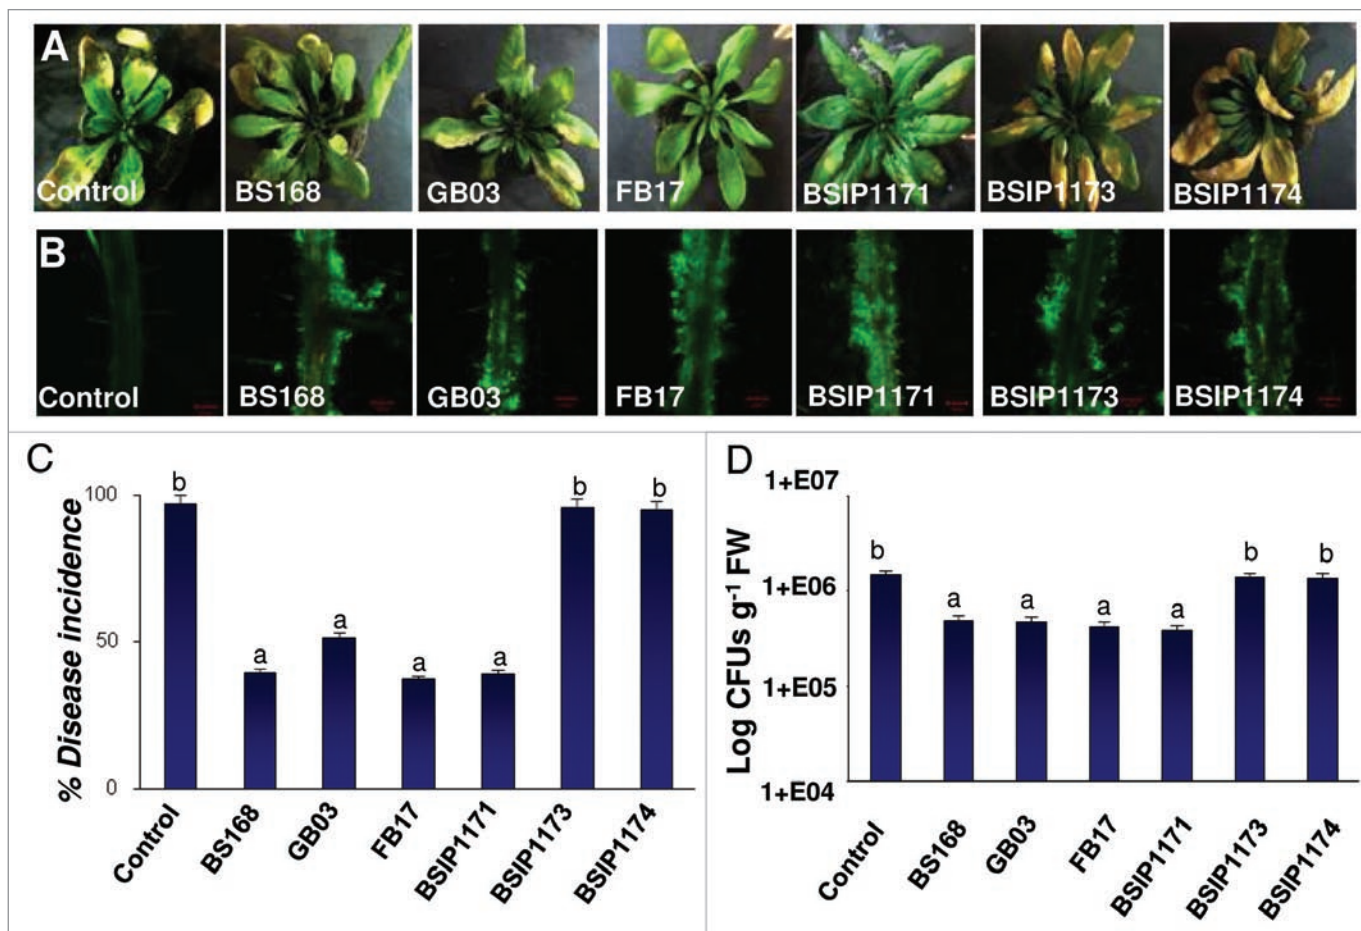 A
Control BS168 GB03 FB17 BSIP1171 BSIP1173 BSIP1174
B
Control BS168 GB03 FB17 BSIP1171 BSIP1173 BSIP1174
C
% Disease incidence
100
50
0
b a a a a b b
Control BS168 GB03 FB17 BSIP1171 BSIP1173 BSIP1174
D
Log CFUs g⁻¹ FW
1+E07
1+E06
1+E05
1+E04
b a a a a b b
Control BS168 GB03 FB17 BSIP1171 BSIP1173 BSIP1174